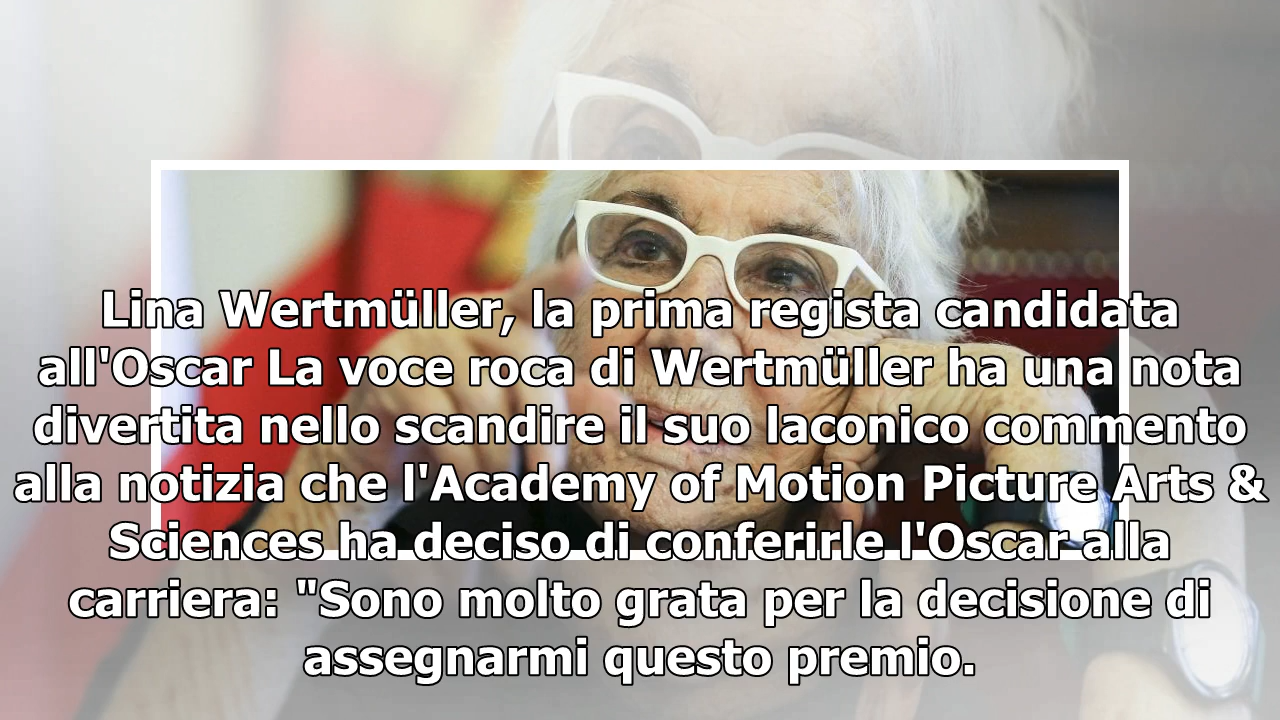 Lina Wertmüller, la prima regista candidata
all'Oscar La voce roca di Wertmüller ha una nota
divertita nello scandire il suo laconico commento
alla notizia che l'Academy of Motion Picture Arts &
Sciences ha deciso di conferirle l'Oscar alla
carriera: "Sono molto grata per la decisione di
assegnarmi questo premio.